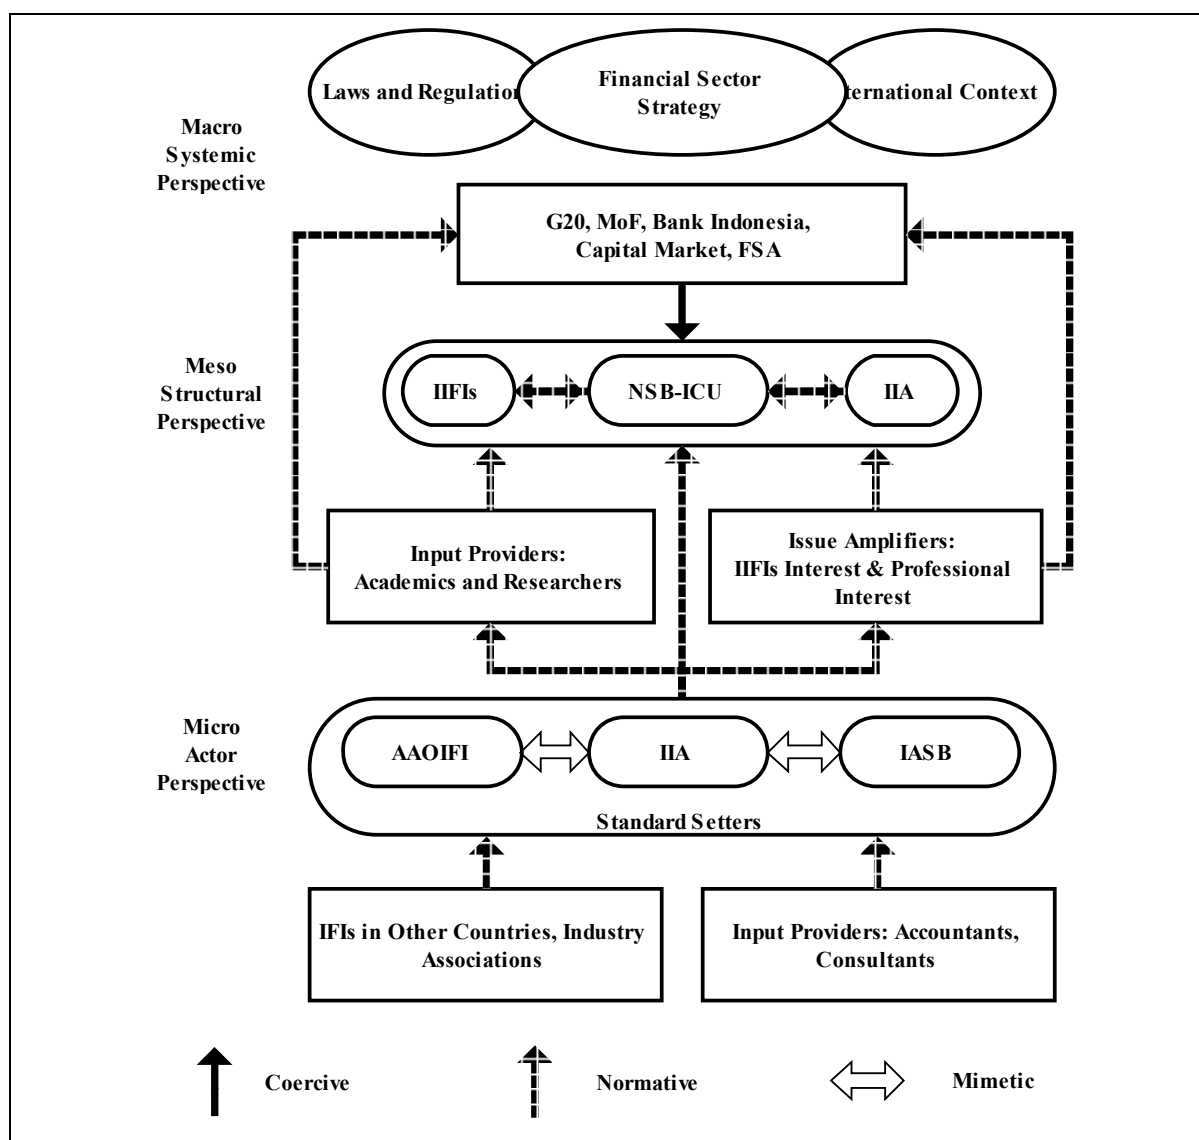 Laws and Regulation
Financial Sector
Strategy
ternational Context
Macro
Systemic
Perspective
G20, MoF, Bank Indonesia,
Capital Market, FSA
Meso
Structural
Perspective
IIFIs
NSB-ICU
IIA
Input Providers:
Academics and Researchers
Issue Amplifiers:
IIFIs Interest & Professional
Interest
Micro
Actor
Perspective
AAOIFI
IIA
IASB
Standard Setters
IFIs in Other Countries, Industry
Associations
Input Providers: Accountants,
Consultants
Coercive
Normative
Mimetic